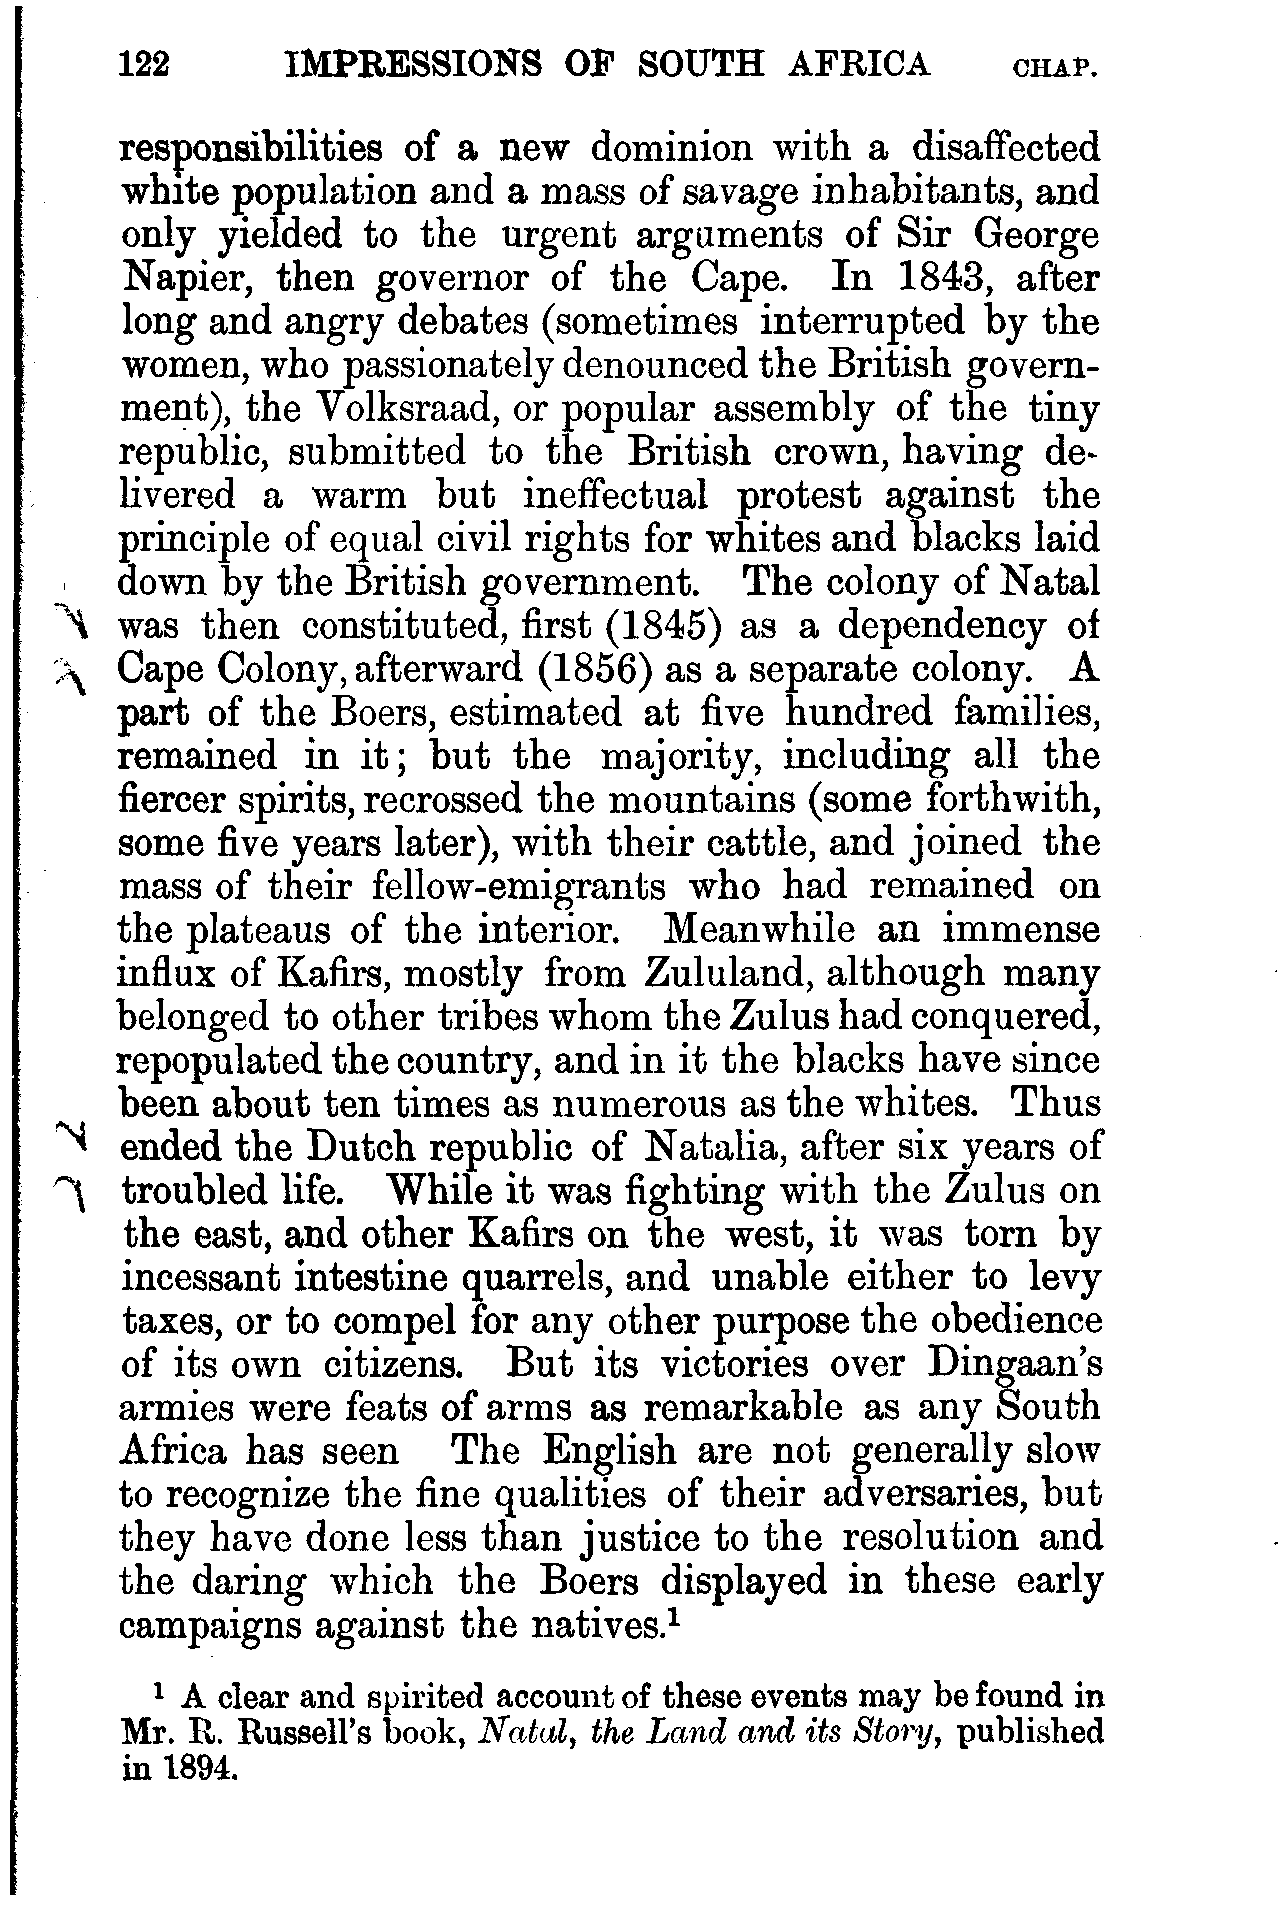 122 IMPRESSIONS OF SOUTH AFRICA CHAP.
responsibilities of a new dominion with a disaffected
white population and a mass of savage inhabitants, and
only yielded to the urgent arguments of Sir George
Napier, then governor of the Cape. In 1843, after
long and angry debates (sometimes interrupted by the
women, who passionately denounced the British govern-
ment), the Volksraad, or popular assembly of the tiny
republic, submitted to the British crown, having de-
livered a warm but ineffectual protest against the
principle of equal civil rights for whites and blacks laid
down by the British government. The colony of Natal
was then constituted, first (1845) as a dependency of
Cape Colony, afterward (1856) as a separate colony. A
part of the Boers, estimated at five hundred families,
remained in it; but the majority, including all the
fiercer spirits, recrossed the mountains (some forthwith,
some five years later), with their cattle, and joined the
mass of their fellow-emigrants who had remained on
the plateaus of the interior. Meanwhile an immense
influx of Kafirs, mostly from Zululand, although many
belonged to other tribes whom the Zulus had conquered,
repopulated the country, and in it the blacks have since
been about ten times as numerous as the whites. Thus
ended the Dutch republic of Natalia, after six years of
troubled life. While it was fighting with the Zulus on
the east, and other Kafirs on the west, it was torn by
incessant intestine quarrels, and unable either to levy
taxes, or to compel for any other purpose the obedience
of its own citizens. But its victories over Dingaan's
armies were feats of arms as remarkable as any South
Africa has seen The English are not generally slow
to recognize the fine qualities of their adversaries, but
they have done less than justice to the resolution and
the daring which the Boers displayed in these early
campaigns against the natives.¹
¹ A clear and spirited account of these events may be found in
Mr. R. Russell's book, Natal, the Land and its Story, published
in 1894.